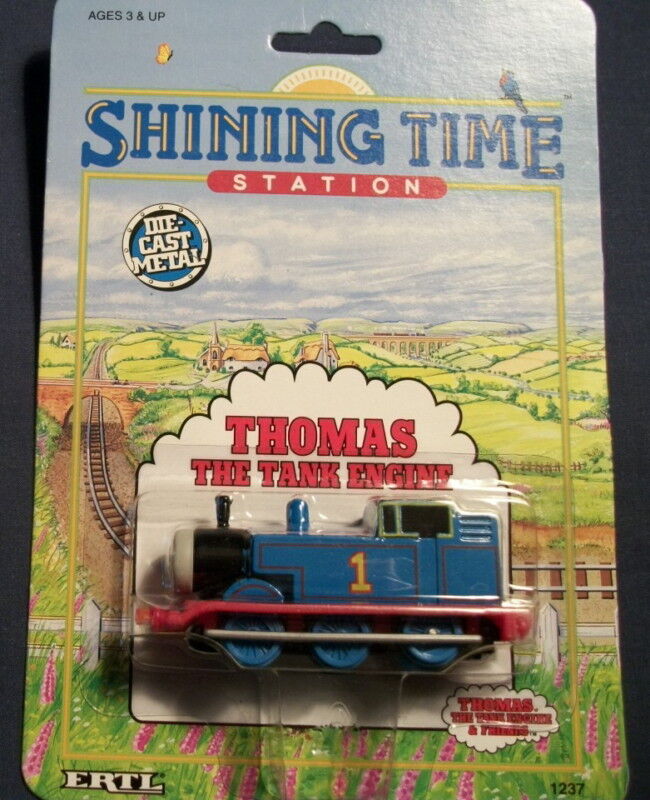 AGES 3 & UP
SHINING TIME
™
STATION
DIE-
CAST
METAL
THOMAS
THE TANK ENGINE
1
THOMAS
THE TANK ENGINE
& FRIENDS
ERTL
1237